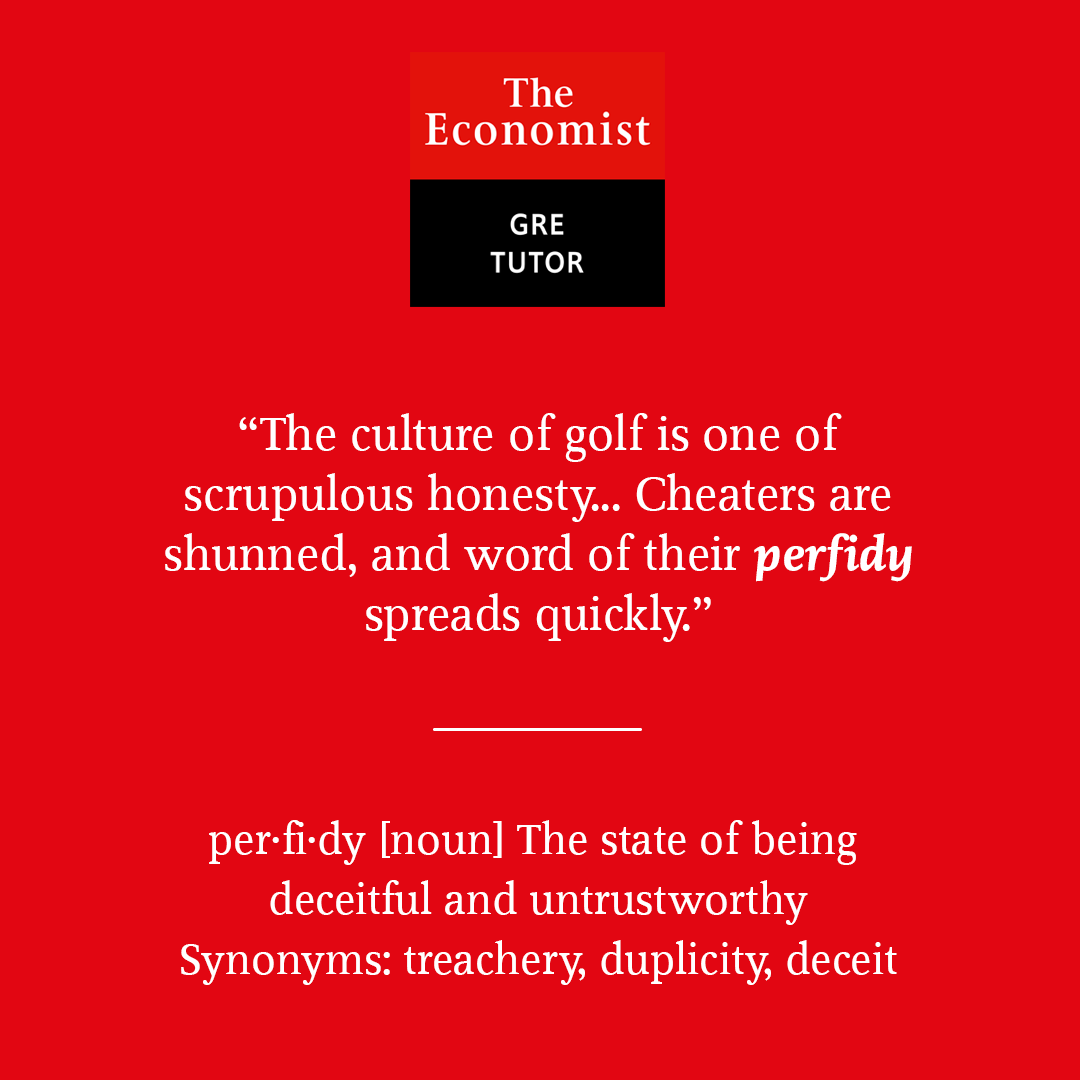 The
Economist
GRE
TUTOR
“The culture of golf is one of
scrupulous honesty... Cheaters are
shunned, and word of their perfidy
spreads quickly.”
per·fi·dy [noun] The state of being
deceitful and untrustworthy
Synonyms: treachery, duplicity, deceit